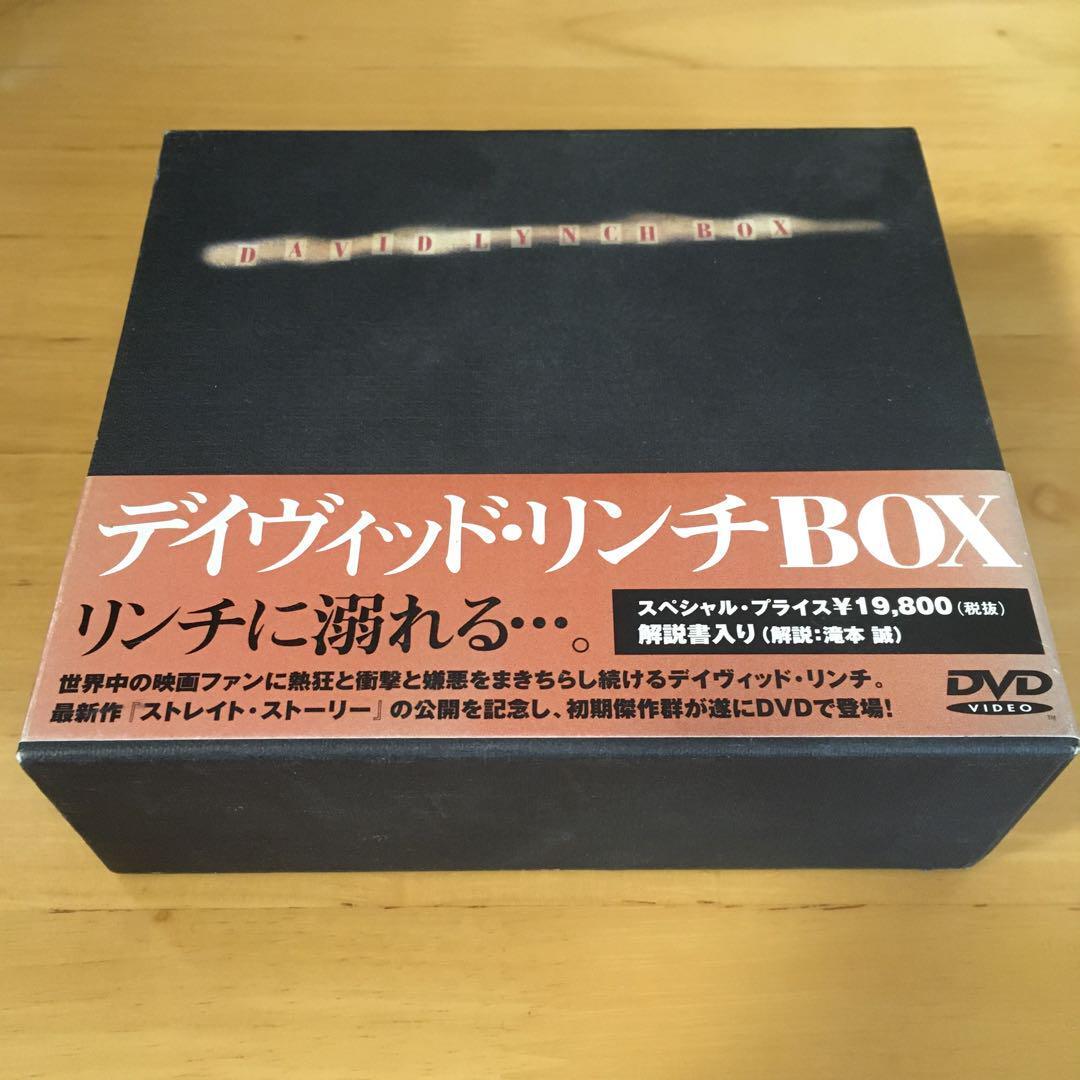 DAVID LYNCH BOX
デイヴィッド・リンチBOX
リンチに溺れる…。
スペシャル・プライス¥19,800(税抜)
解説書入り(解説:滝本 誠)
世界中の映画ファンに熱狂と衝撃と嫌悪をまきちらし続けるデイヴィッド・リンチ。
最新作『ストレイト・ストーリー』の公開を記念し、初期傑作群が遂にDVDで登場!
DVD
VIDEO
TM